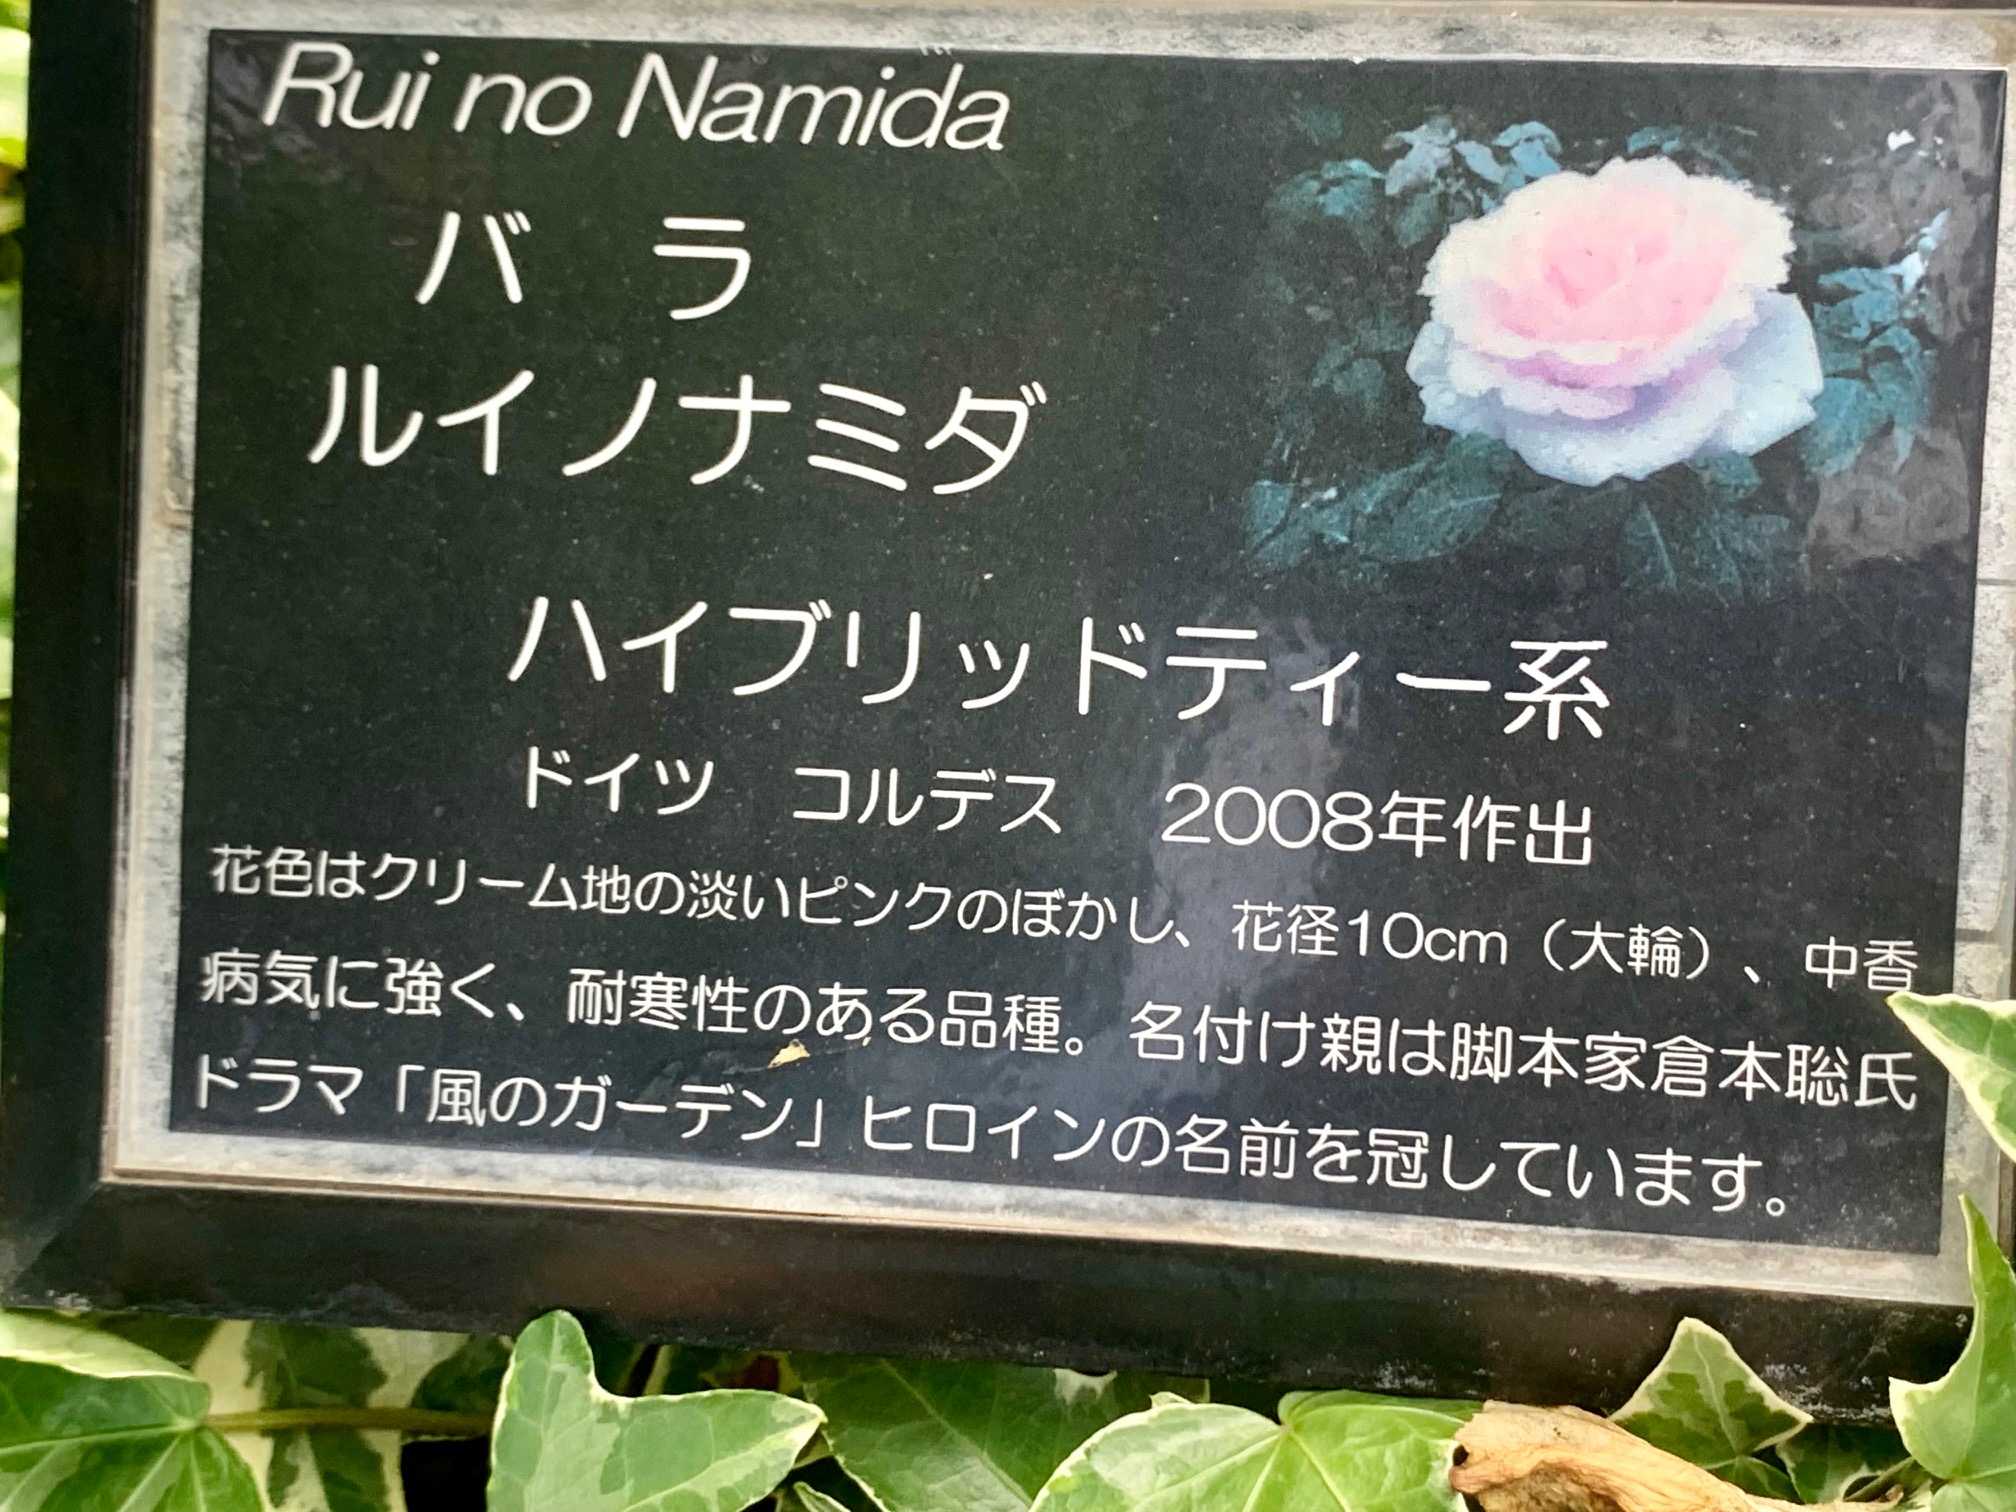 Rui no Namida
バ　ラ
ルイノナミダ
ハイブリッドティー系
ドイツ　コルデス　2008年作出
花色はクリーム地の淡いピンクのぼかし、花径10cm（大輪）、中香
病気に強く、耐寒性のある品種。名付け親は脚本家倉本聡氏
ドラマ「風のガーデン」ヒロインの名前を冠しています。